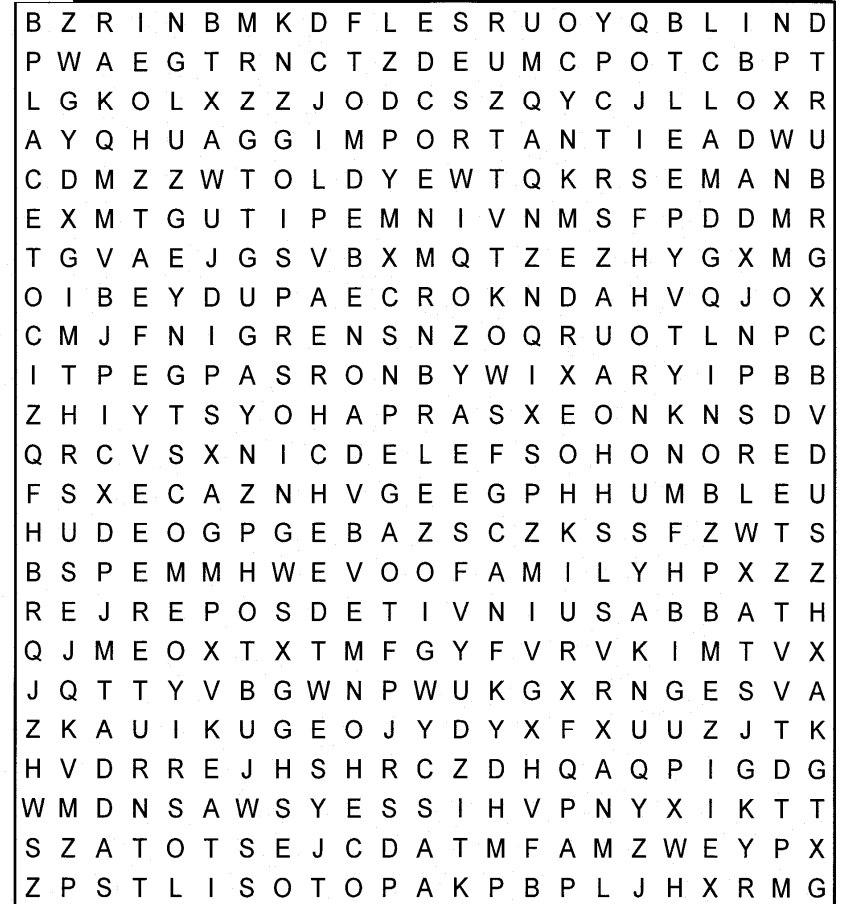 B Z R I N B M K D F L E S R U O Y Q B L I N D
P W A E G T R N C T Z D E U M C P O T C B P T
L G K O L X Z Z J O D C S Z Q Y C J L L O X R
A Y Q H U A G G I M P O R T A N T I E A D W U
C D M Z Z W T O L D Y E W T Q K R S E M A N B
E X M T G U T I P E M N I V N M S F P D D M R
T G V A E J G S V B X M Q T Z E Z H Y G X M G
O I B E Y D U P A E C R O K N D A H V Q J O X
C M J F N I G R E N S N Z O Q R U O T L N P C
I T P E G P A S R O N B Y W I X A R Y I P B B
Z H I Y T S Y O H A P R A S X E O N K N S D V
Q R C V S X N I C D E L E F S O H O N O R E D
F S X E C A Z N H V G E E G P H H U M B L E U
H U D E O G P G E B A Z S C Z K S S F Z W T S
B S P E M M H W E V O O F A M I L Y H P X Z Z
R E J R E P O S D E T I V N I U S A B B A T H
Q J M E O X T X T M F G Y F V R V K I M T V X
J Q T T Y V B G W N P W U K G X R N G E S V A
Z K A U I K U G E O J Y D Y X F X U U Z J T K
H V D R R E J H S H R C Z D H Q A Q P I G D G
W M D N S A W S Y E S S I H V P N Y X I K T T
S Z A T O T S E J C D A T M F A M Z W E Y P X
Z P S T L I S O T O P A K P B P L J H X R M G